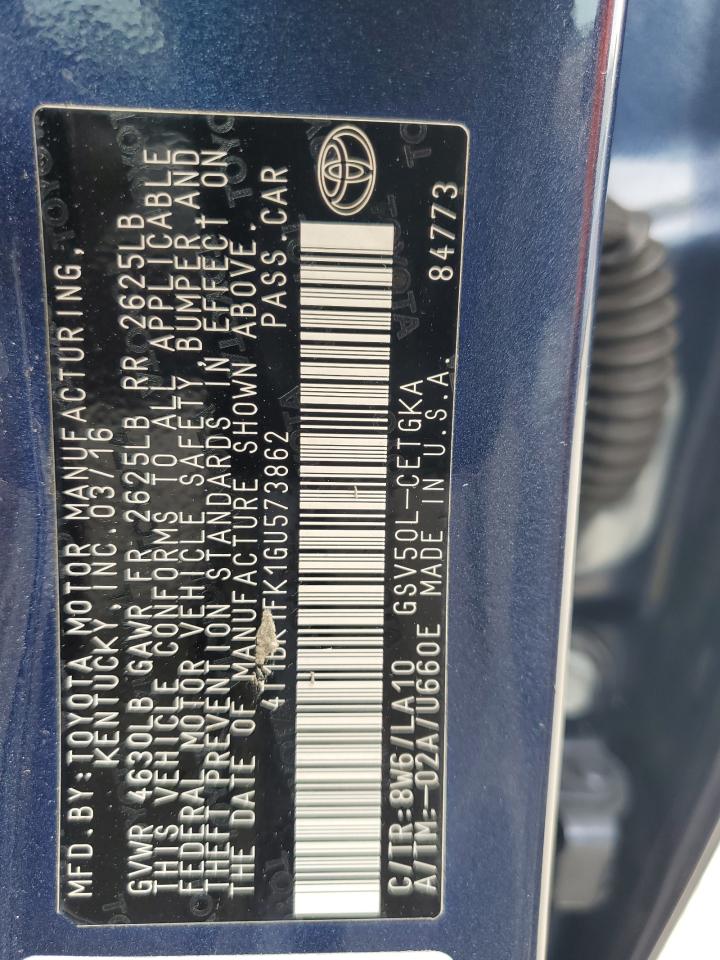 MFD.BY:TOYOTA MOTOR MANUFACTURING,
KENTUCKY, INC.03/16
GVWR 4630LB GAWR FR 2625LB RR 2625LB
THIS VEHICLE CONFORMS TO ALL APPLICABLE
FEDERAL MOTOR VEHICLE SAFETY BUMPER AND
THEFT PREVENTION STANDARDS IN EFFECT ON
THE DATE OF MANUFACTURE SHOWN ABOVE.
FK1GU573862 PASS.CAR
C/TR:8W6/LA10 GSV50L-CETGKA
A/TM:-02A/U660E MADE IN U.S.A.
84773